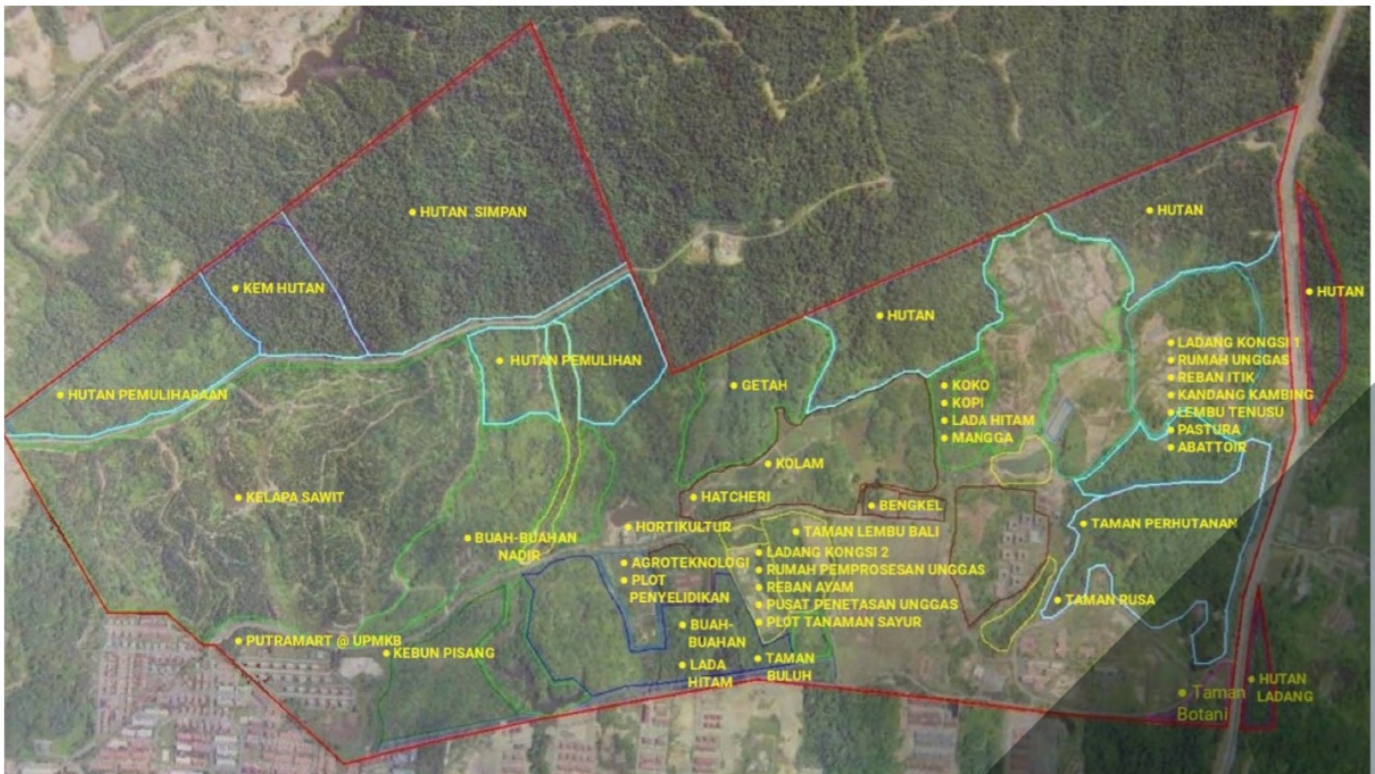 HUTAN SIMPAN
HUTAN
KEM HUTAN
HUTAN
HUTAN
LADANG KONGSI 1
RUMAH UNGGAS
REBAN ITIK
KANDANG KAMBING
LEMBU TENUSU
PASTURA
ABATTOIR
HUTAN PEMULIHAN
HUTAN PEMULIHARAAN
GETAH
KOKO
KOPI
LADA HITAM
MANGGA
KOLAM
KELAPA SAWIT
HATCHERI
BENGKEL
HORTIKULTUR
TAMAN LEMBU BALI
TAMAN PERHUTANAN
BUAH-BUAHAN
NADIR
AGROTEKNOLOGI
PLOT
PENYELIDIKAN
LADANG KONGSI 2
RUMAH PEMPROSESAN UNGGAS
REBAN AYAM
PUSAT PENETASAN UNGGAS
PLOT TANAMAN SAYUR
TAMAN RUSA
PUTRAMART @ UPMKB
KEBUN PISANG
BUAH-
BUAHAN
LADA
HITAM
TAMAN
BULUH
HUTAN
LADANG
Taman
Botani